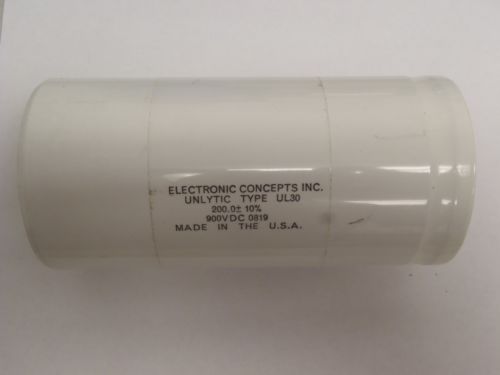 ELECTRONIC CONCEPTS INC.
UNLYTIC TYPE UL30
200.0± 10%
900VDC 0819
MADE IN THE U.S.A.